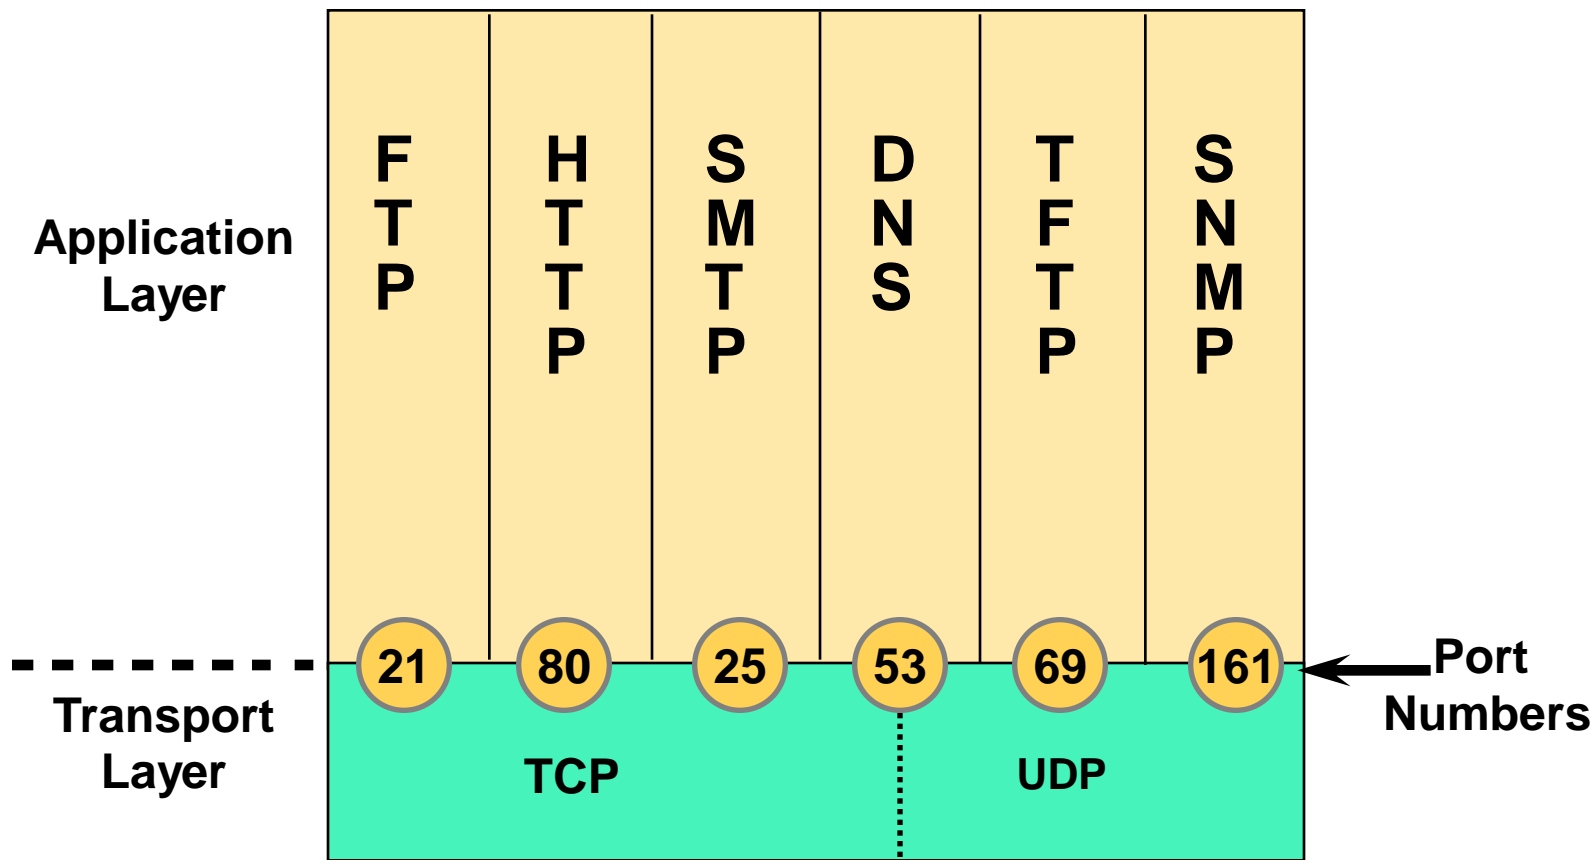 FTP
HTTP
SMTP
DNS
TFTP
SNMP
Application
Layer
21
80
25
53
69
161
Port
Numbers
Transport
Layer
TCP
UDP